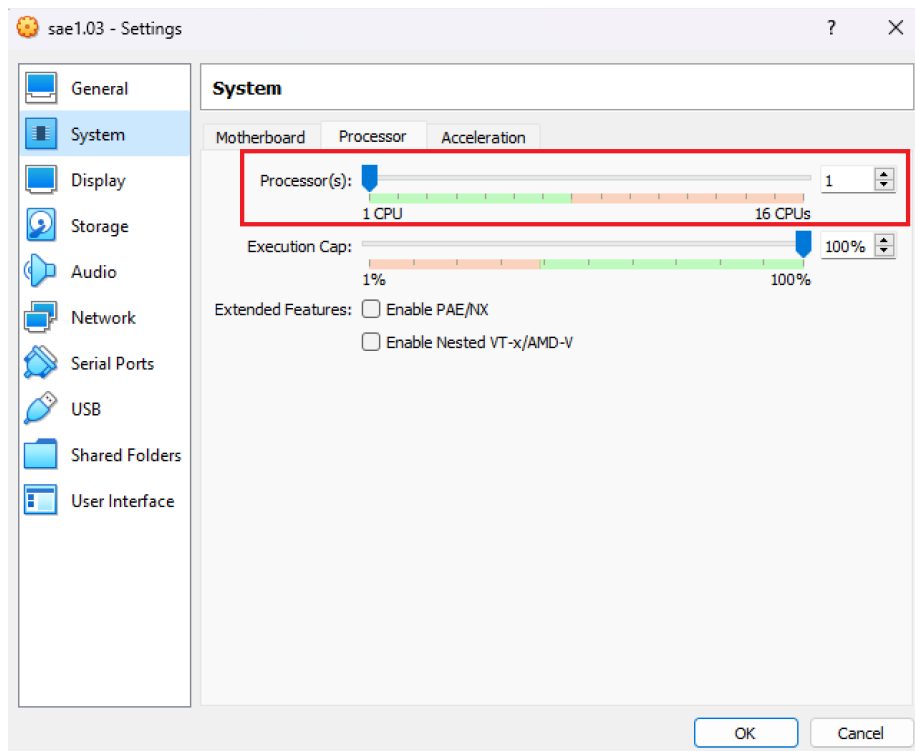 sae1.03 - Settings
?
General
System
Display
Storage
Audio
Network
Serial Ports
USB
Shared Folders
User Interface
System
Motherboard Processor Acceleration
Processor(s): 1
1 CPU 16 CPUs
Execution Cap: 100%
1% 100%
Extended Features: Enable PAE/NX
Enable Nested VT-x/AMD-V
OK Cancel